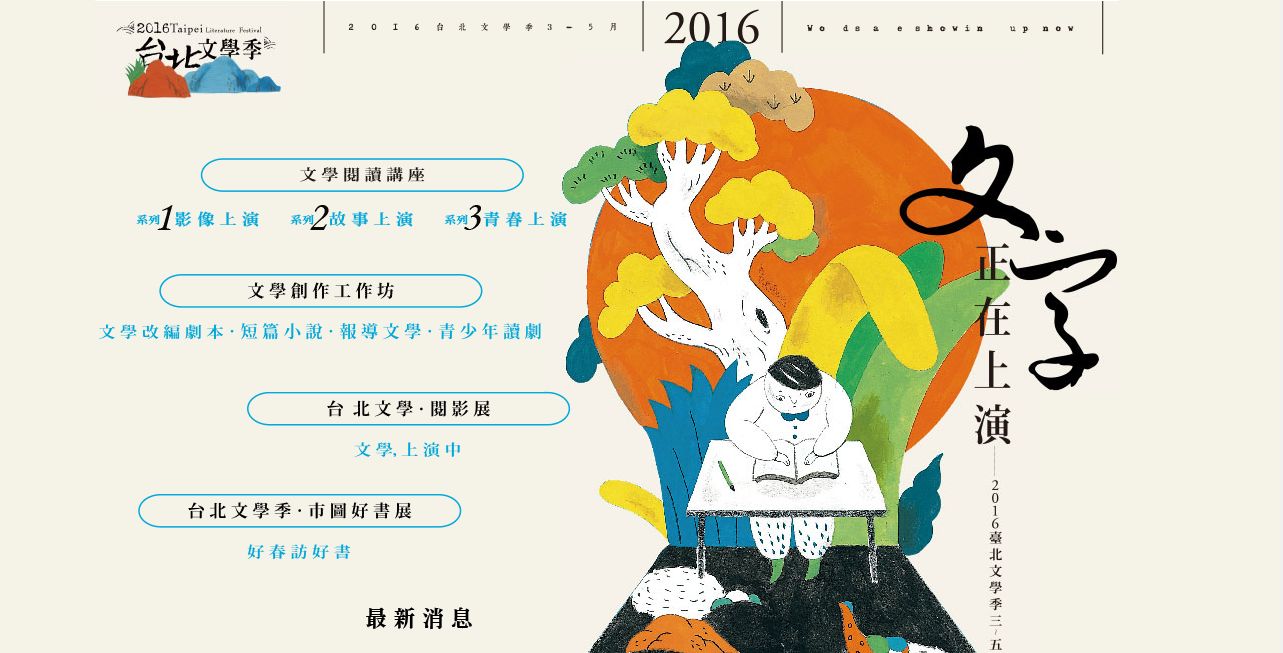 2016Taipei Literature Festival
台北文學季
2016台北文學季3-5月
2016
Wo dsa eshowin upnow
文學閱讀講座
系列1影像上演 系列2故事上演 系列3青春上演
文學創作工作坊
文學改編劇本·短篇小說·報導文學·青少年讀劇
台北文學·閱影展
文學,上演中
台北文學季·市圖好書展
好春訪好書
最新消息
文學
正在上演
——2016臺北文學季三~五